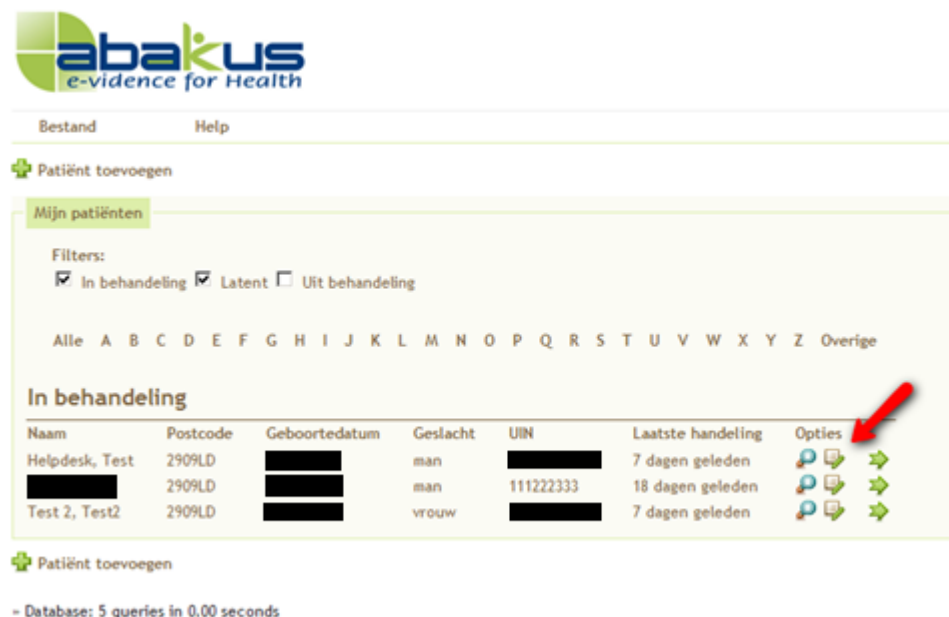 abakus
e-vidence for Health
Bestand Help
Patiënt toevoegen
Mijn patiënten
Filters:
In behandeling Latent Uit behandeling
Alle A B C D E F G H I J K L M N O P Q R S T U V W X Y Z Overige
In behandeling
Naam Postcode Geboortedatum Geslacht UIN Laatste handeling Opties
Helpdesk, Test 2909LD man 7 dagen geleden
2909LD man 111222333 18 dagen geleden
Test 2, Test2 2909LD vrouw 7 dagen geleden
Patiënt toevoegen
» Database: 5 queries in 0.00 seconds